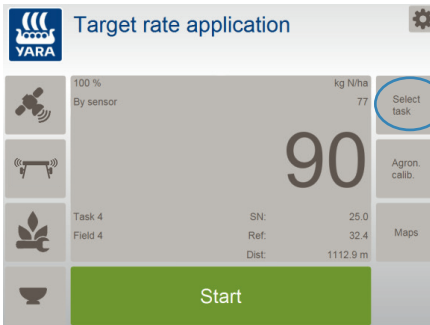 YARA
Target rate application
100 % kg N/ha
By sensor 77
Select
task
90
Agron.
calib.
Task 4 SN: 25.0
Field 4 Ref: 32.4
Maps
Dist: 1112.9 m
Start